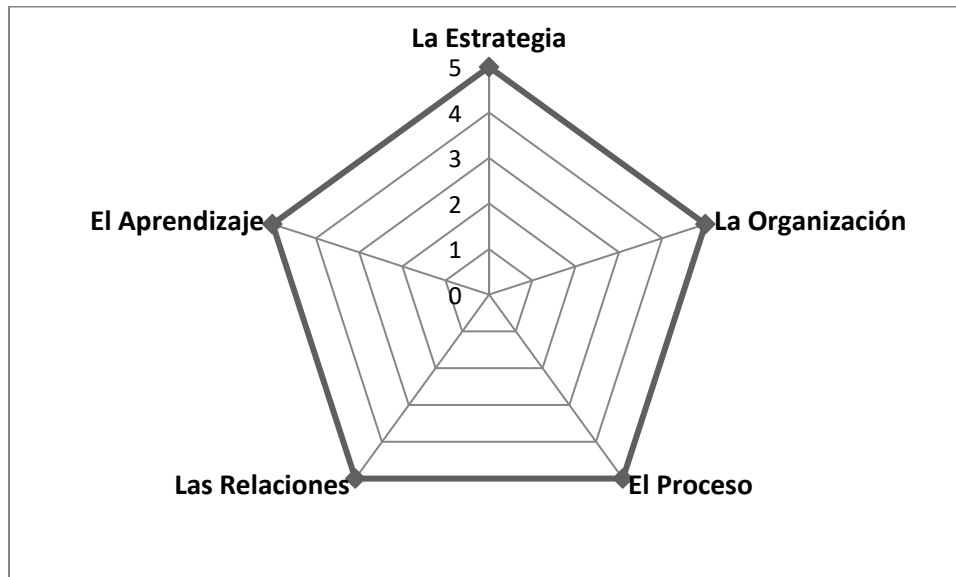 La Estrategia
5
4
3
2
1
0
El Aprendizaje
La Organización
Las Relaciones
El Proceso